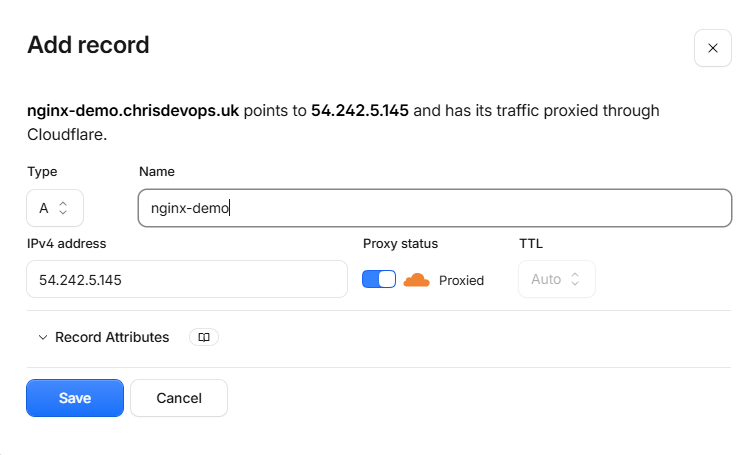 Add record
nginx-demo.chrisdevops.uk points to 54.242.5.145 and has its traffic proxied through
Cloudflare.
Type
Name
A
nginx-demo
IPv4 address
Proxy status
TTL
54.242.5.145
Proxied
Auto
Record Attributes
Save
Cancel